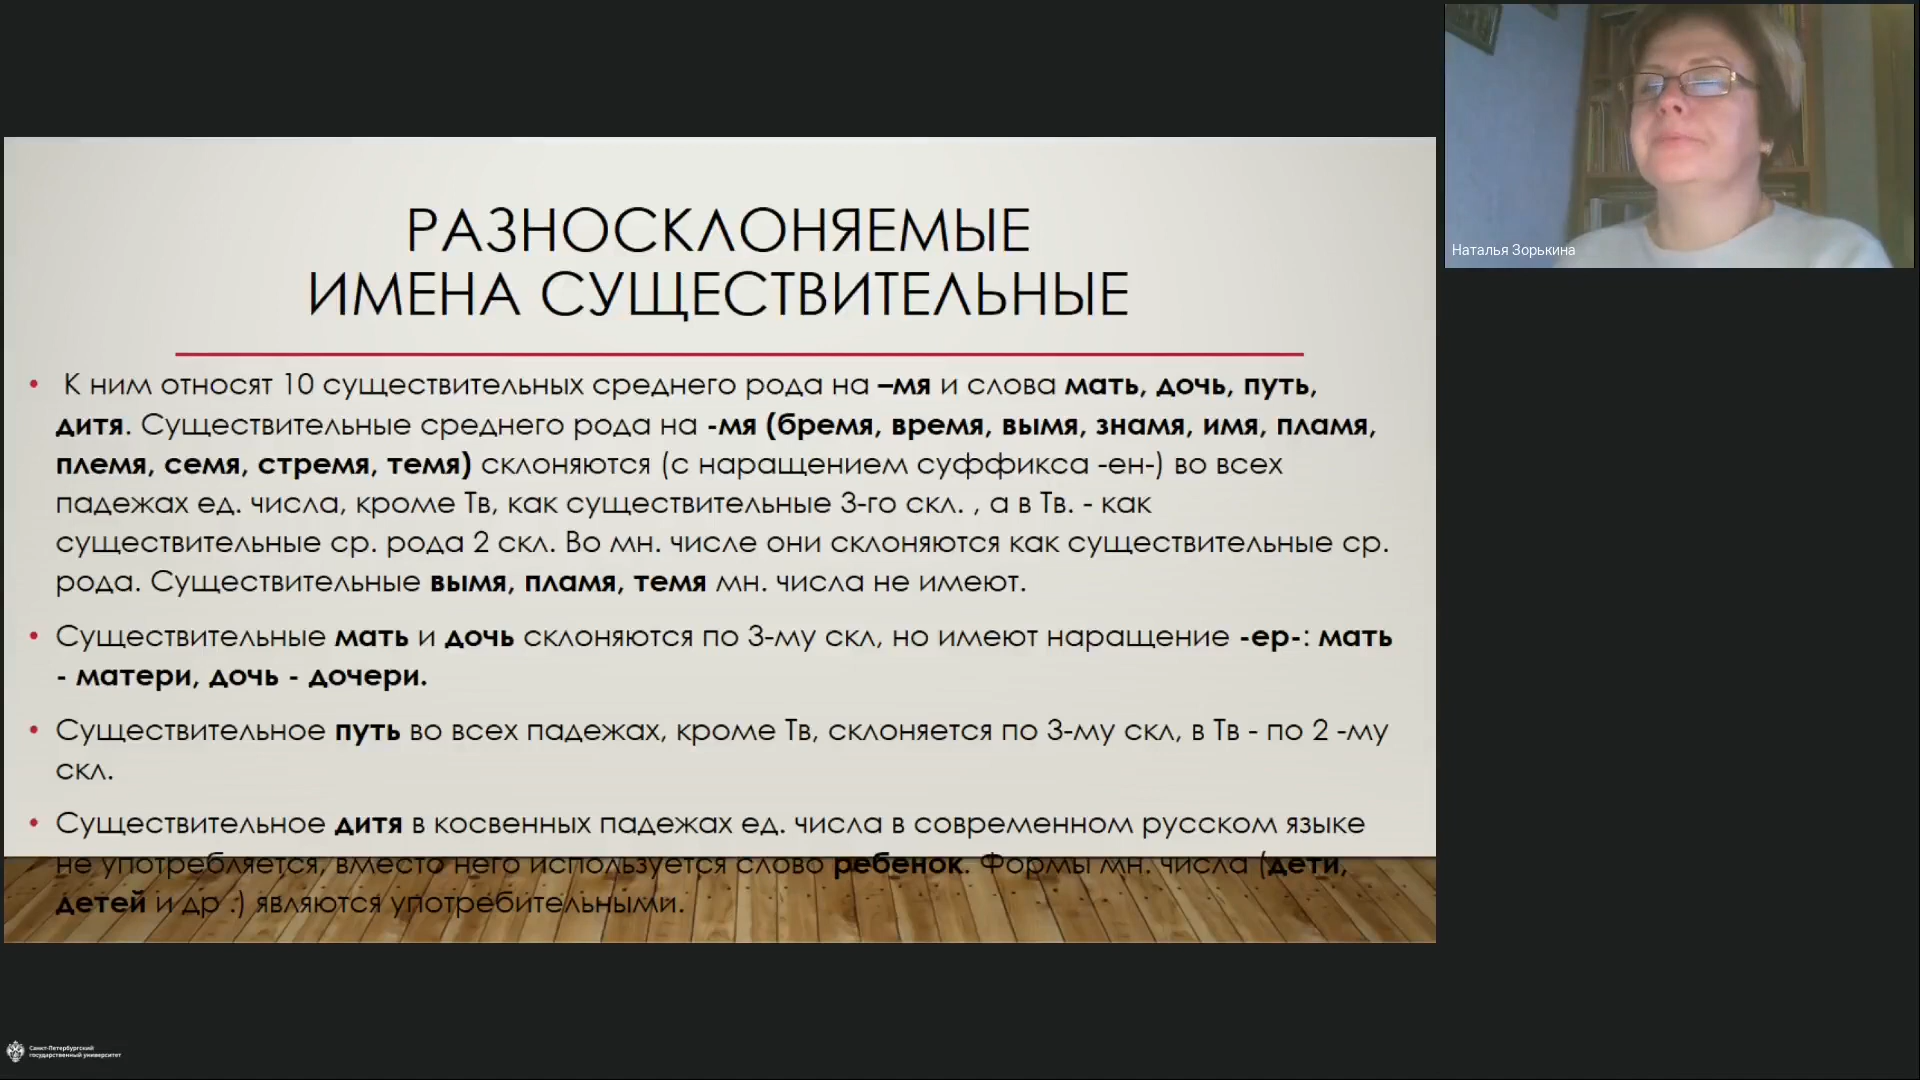 РАЗНОСКЛОНЯЕМЫЕ
ИМЕНА СУЩЕСТВИТЕЛЬНЫЕ
• К ним относят 10 существительных среднего рода на –мя и слова мать, дочь, путь,
дитя. Существительные среднего рода на -мя (бремя, время, вымя, знамя, имя, пламя,
племя, семя, стремя, темя) склоняются (с наращением суффикса -ен-) во всех
падежах ед. числа, кроме Тв, как существительные 3-го скл. , а в Тв. - как
существительные ср. рода 2 скл. Во мн. числе они склоняются как существительные ср.
рода. Существительные вымя, пламя, темя мн. числа не имеют.
• Существительные мать и дочь склоняются по 3-му скл, но имеют наращение -ер-: мать
- матери, дочь - дочери.
• Существительное путь во всех падежах, кроме Тв, склоняется по 3-му скл, в Тв - по 2 -му
скл.
• Существительное дитя в косвенных падежах ед. числа в современном русском языке
не употребляется, вместо него используется слово ребенок. Формы мн. числа (дети,
детей и др .) являются употребительными.
Наталья Зорькина
Санкт-Петербургский
государственный университет